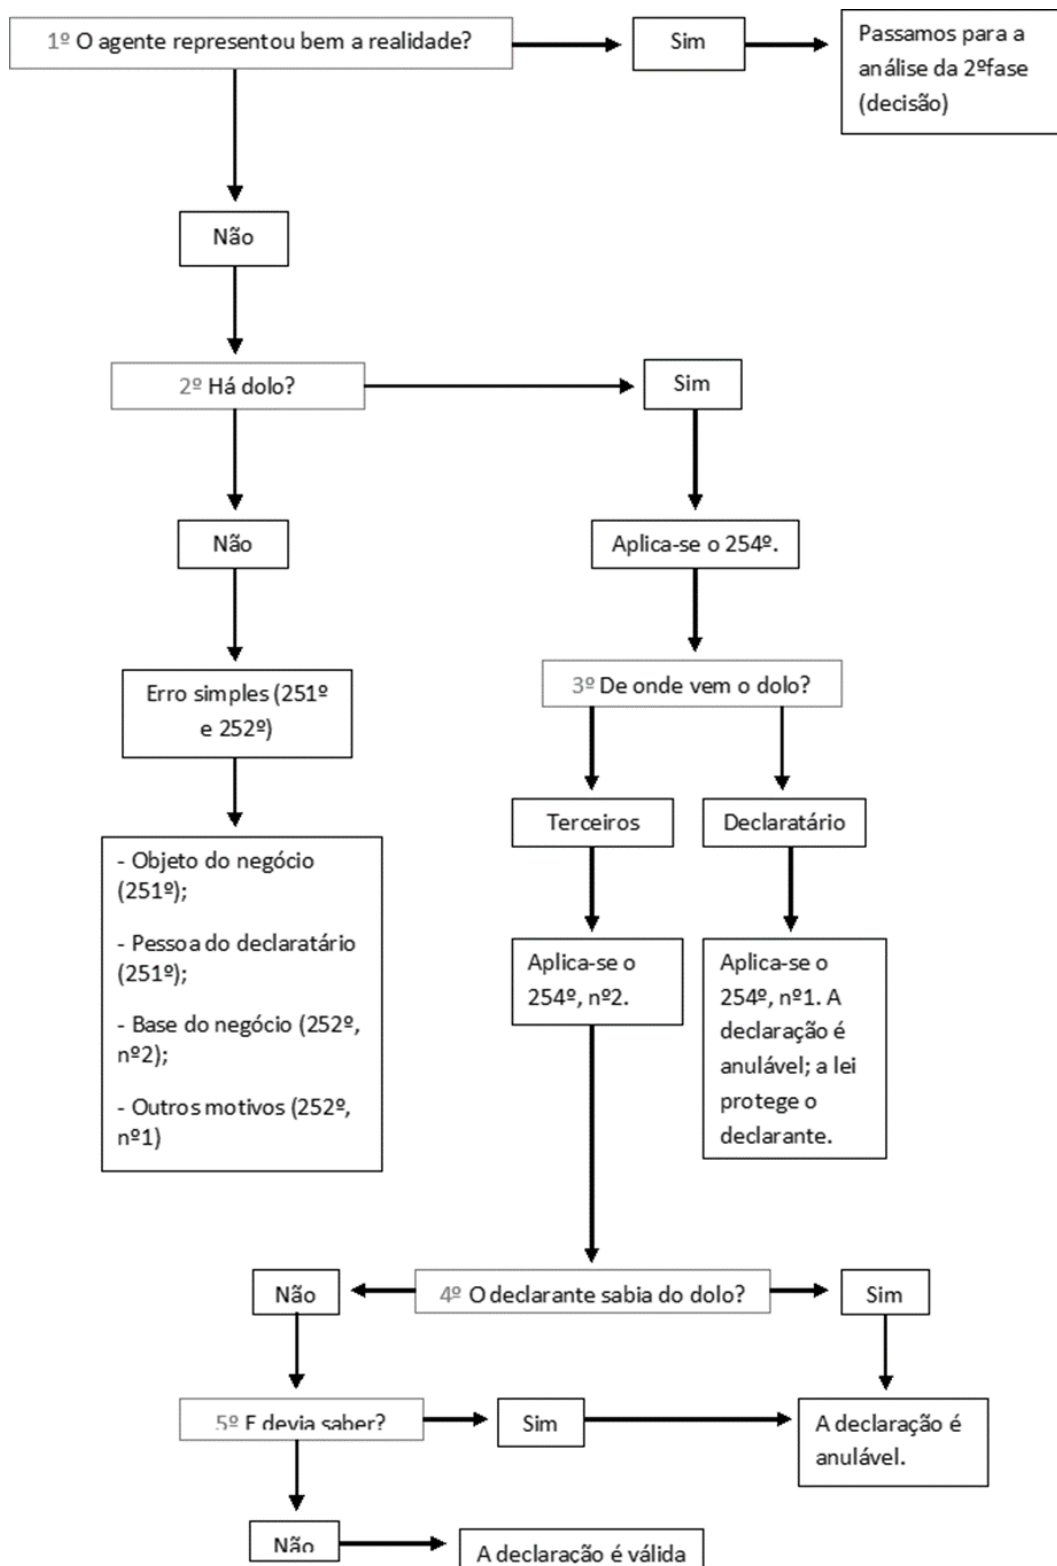 1º O agente representou bem a realidade?
Sim
Passamos para a
análise da 2ºfase
(decisão)
Não
2º Há dolo?
Sim
Não
Aplica-se o 254º.
Erro simples (251º
e 252º)
3º De onde vem o dolo?
Terceiros
Declaratário
- Objeto do negócio
(251º);
- Pessoa do declaratário
(251º);
- Base do negócio (252º,
nº2);
- Outros motivos (252º,
nº1)
Aplica-se o
254º, nº2.
Aplica-se o
254º, nº1. A
declaração é
anulável; a lei
protege o
declarante.
Não
4º O declarante sabia do dolo?
Sim
5º E devia saber?
Sim
A declaração é
anulável.
Não
A declaração é válida